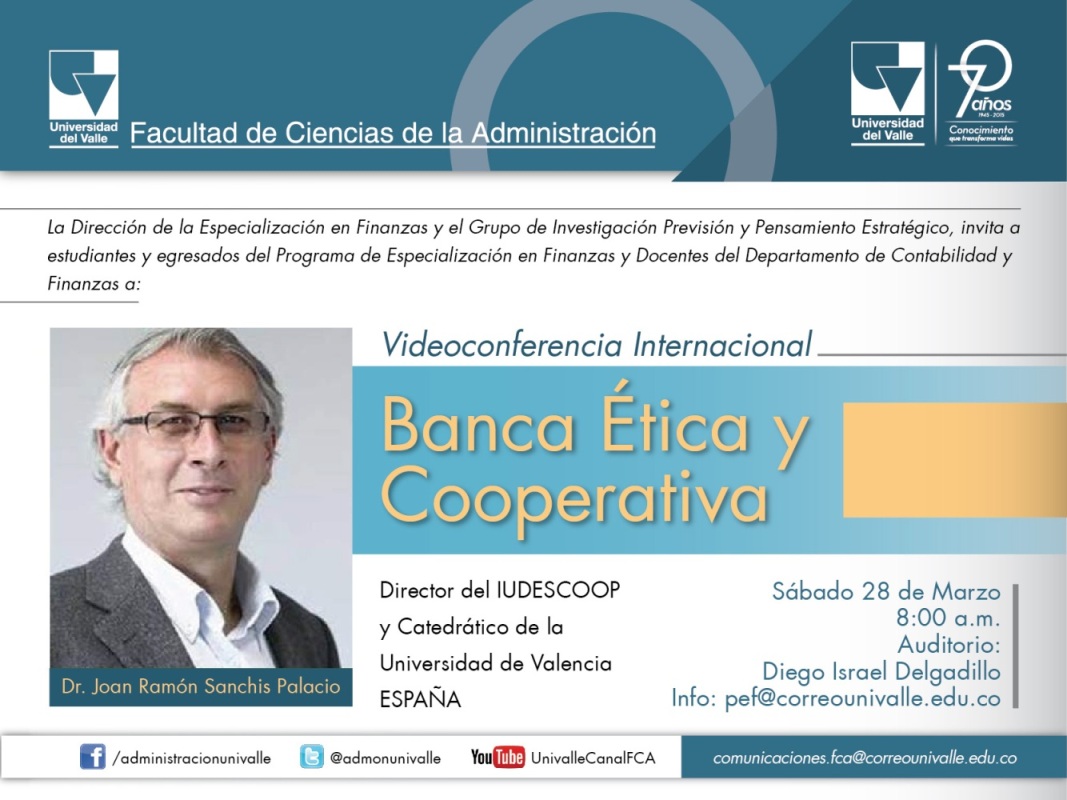 Universidad
del Valle
Facultad de Ciencias de la Administración
Universidad
del Valle
70
años
1945 - 2015
Conocimiento
que transforma vidas
La Dirección de la Especialización en Finanzas y el Grupo de Investigación Previsión y Pensamiento Estratégico, invita a
estudiantes y egresados del Programa de Especialización en Finanzas y Docentes del Departamento de Contabilidad y
Finanzas a:
Videoconferencia Internacional
Banca Ética y
Cooperativa
Dr. Joan Ramón Sanchis Palacio
Director del IUDESCOOP
y Catedrático de la
Universidad de Valencia
ESPAÑA
Sábado 28 de Marzo
8:00 a.m.
Auditorio:
Diego Israel Delgadillo
Info: pef@correounivalle.edu.co
f /administracionunivalle
t @admonunivalle
YouTube UnivalleCanalFCA
comunicaciones.fca@correounivalle.edu.co